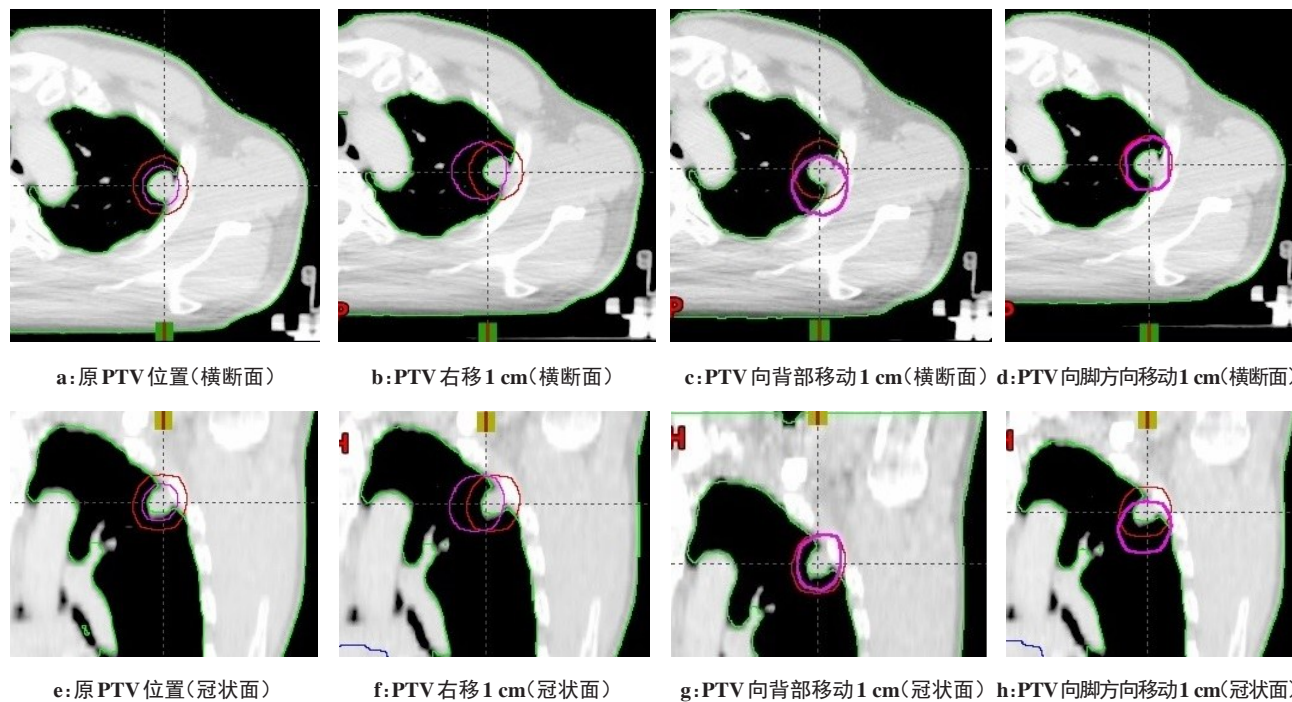 a:原PTV位置(横断面)
b:PTV右移1 cm(横断面)
c:PTV向背部移动1 cm(横断面)
d:PTV向脚方向移动1 cm(横断面)
H
e:原PTV位置(冠状面)
f:PTV右移1 cm(冠状面)
g:PTV向背部移动1 cm(冠状面)
h:PTV向脚方向移动1 cm(冠状面)